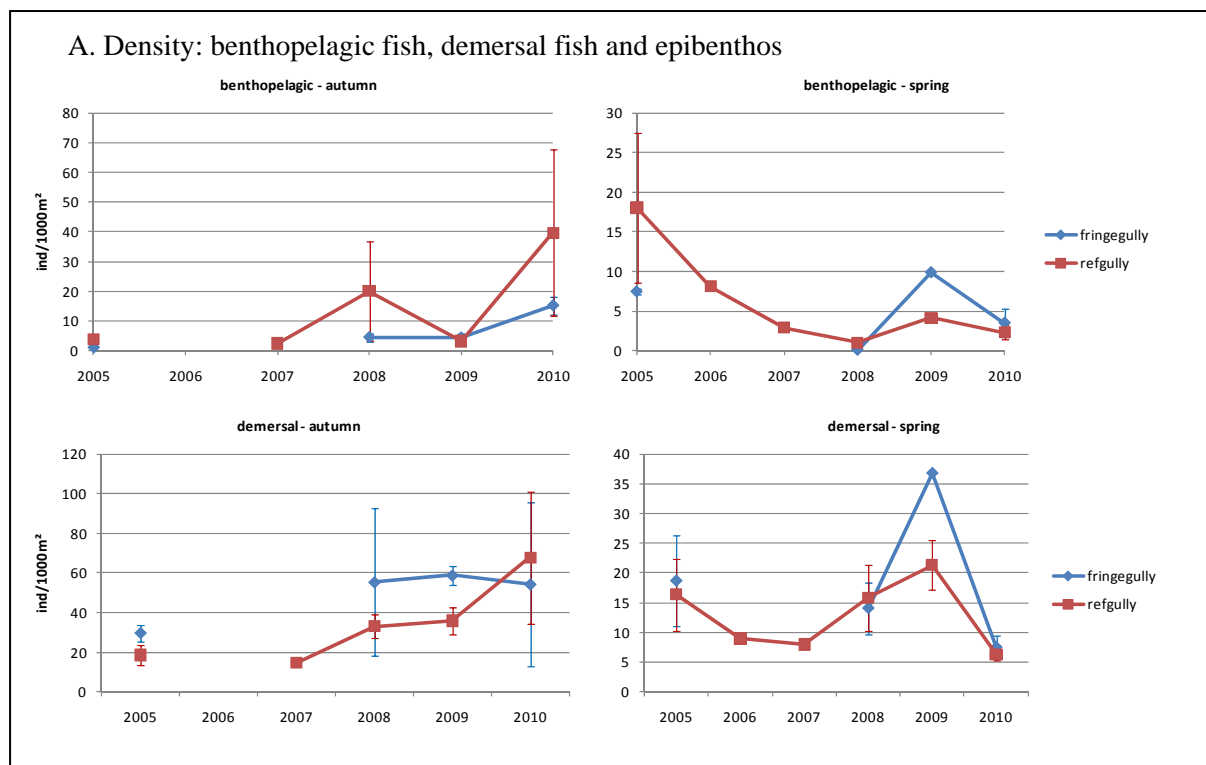 A. Density: benthopelagic fish, demersal fish and epibenthos
benthopelagic - autumn
80
70
60
50
40
30
20
10
0
ind/1000m²
2005 2006 2007 2008 2009 2010
benthopelagic - spring
30
25
20
15
10
5
0
2005 2006 2007 2008 2009 2010
fringegully
refgully
demersal - autumn
120
100
80
60
40
20
0
ind/1000m²
2005 2006 2007 2008 2009 2010
demersal - spring
40
35
30
25
20
15
10
5
0
2005 2006 2007 2008 2009 2010
fringegully
refgully